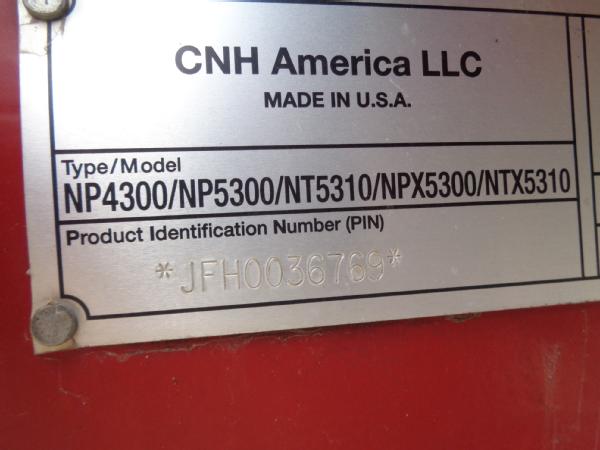 CNH America LLC
MADE IN U.S.A.
Type/Model
NP4300/NP5300/NT5310/NPX5300/NTX5310
Product Identification Number (PIN)
*JFH0036769*